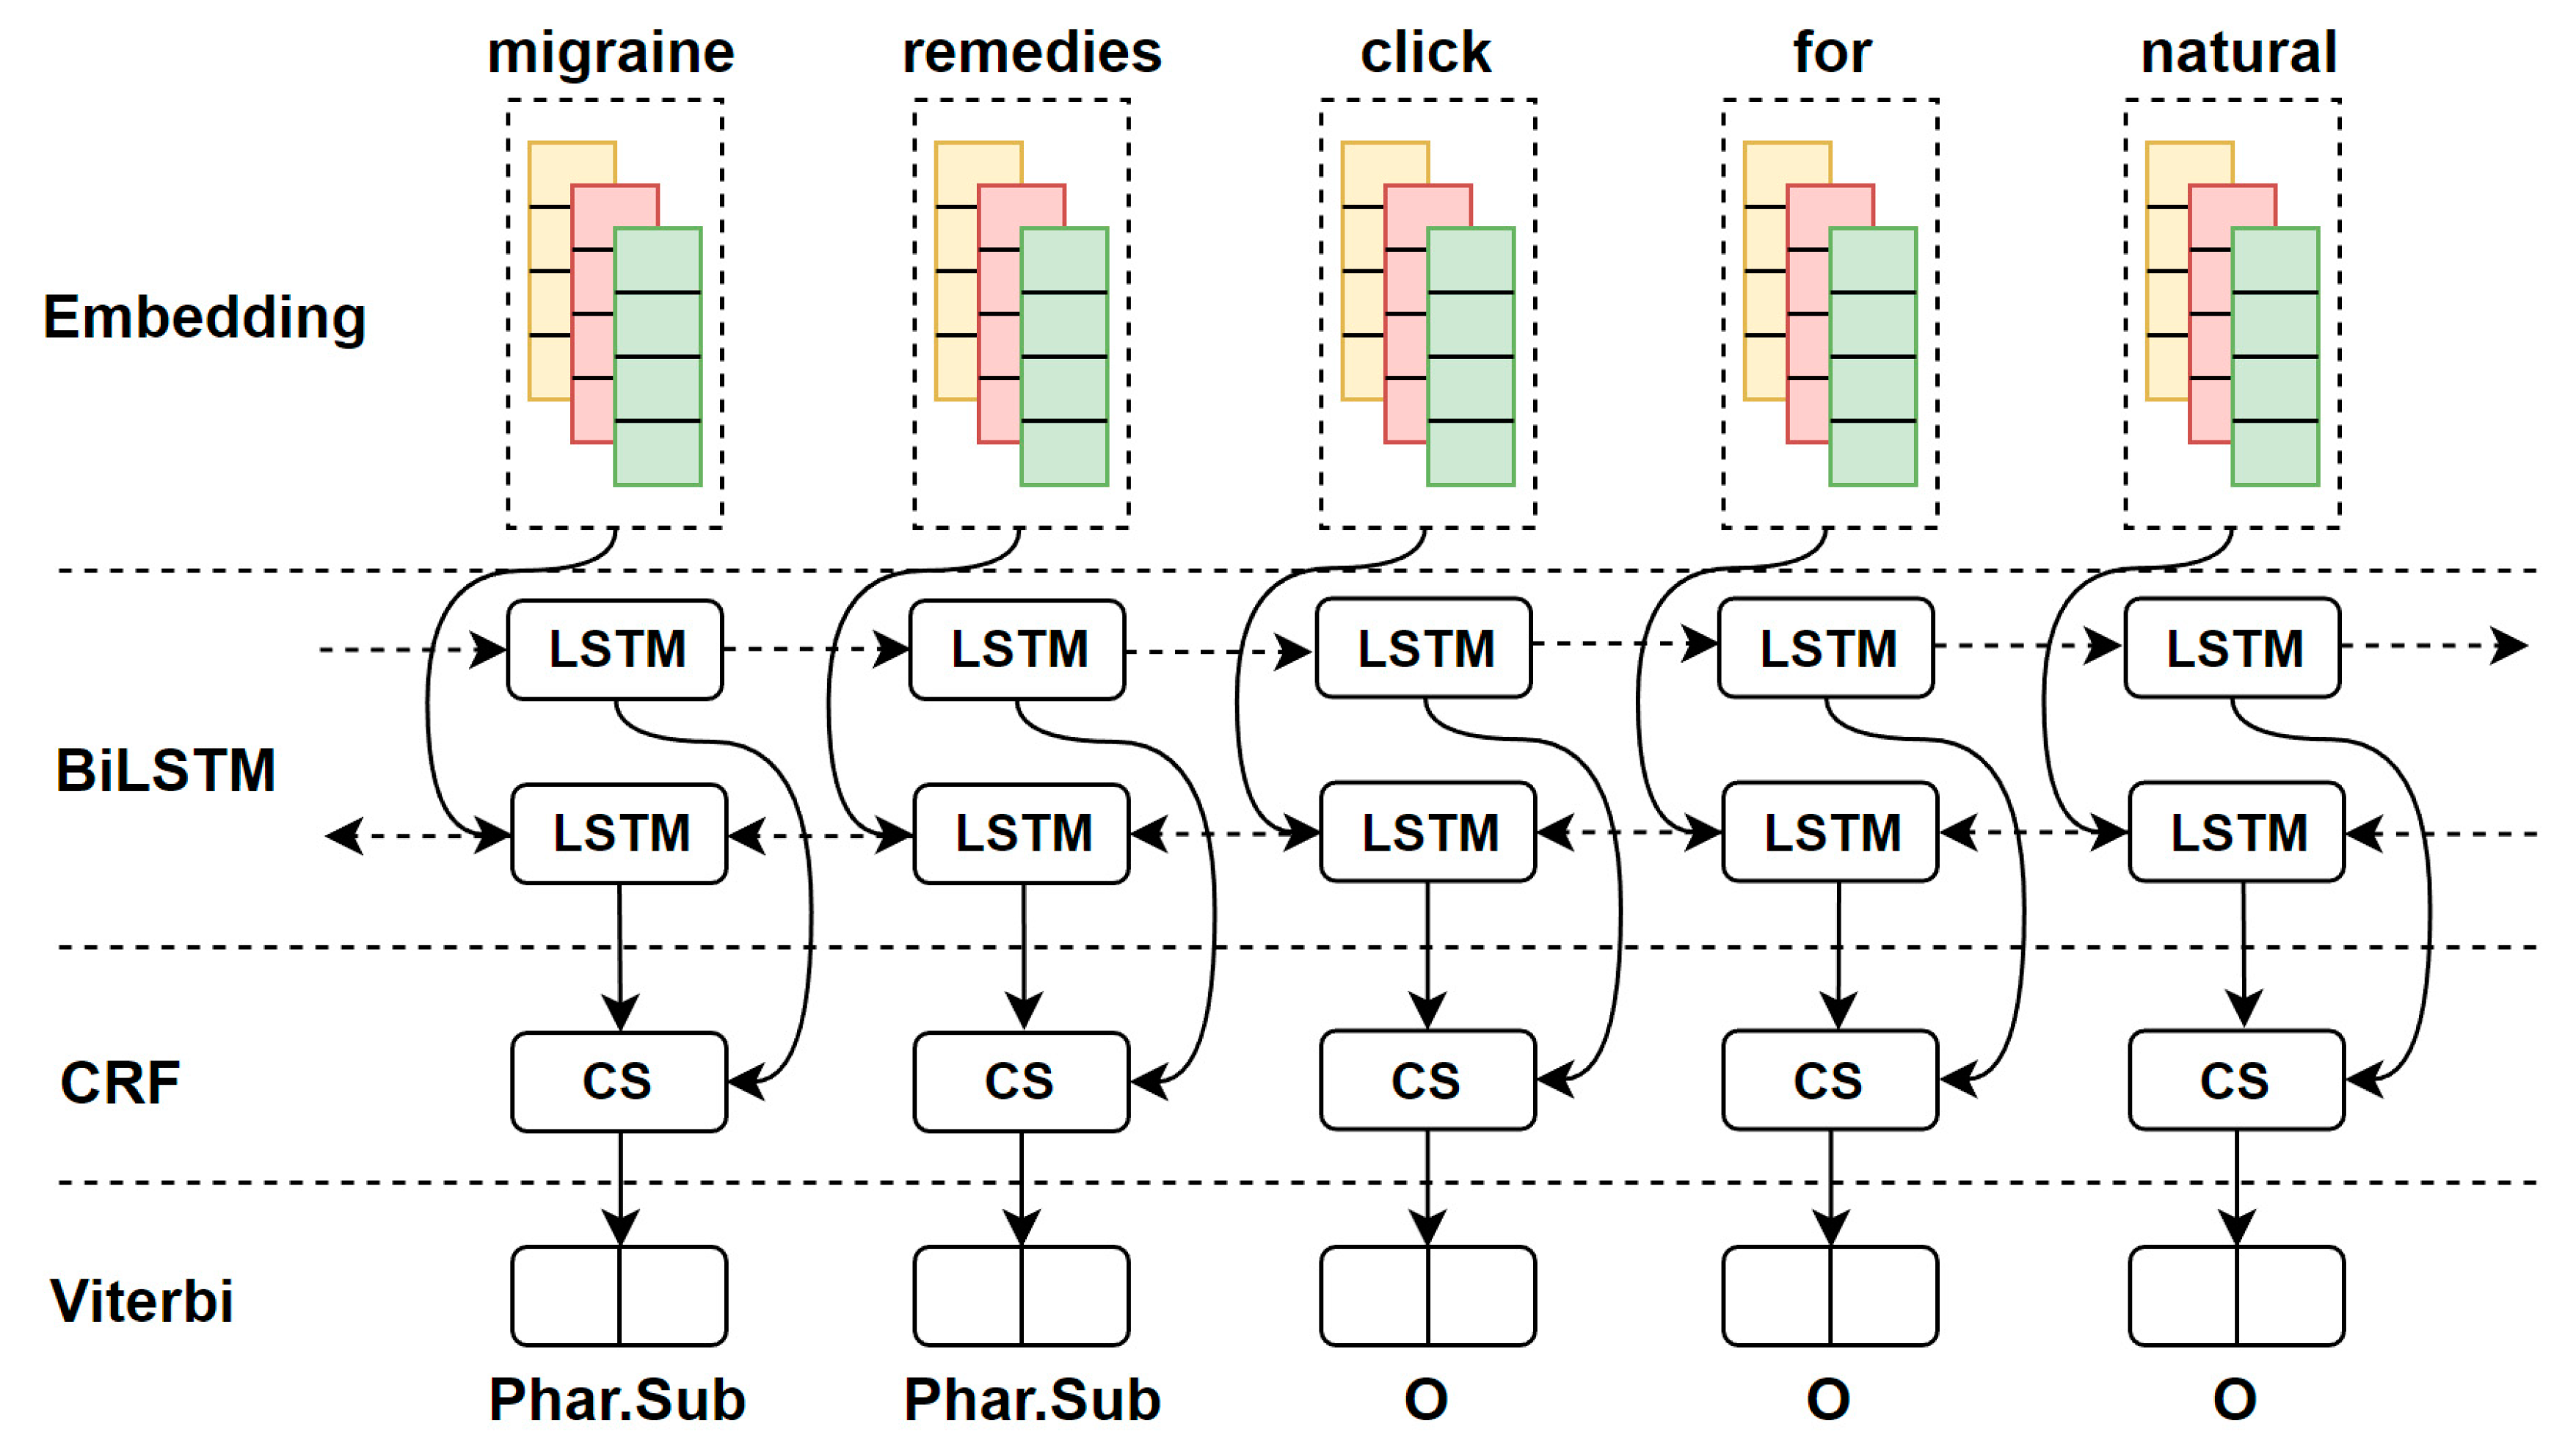 migraine remedies click for natural
Embedding
LSTM LSTM LSTM LSTM LSTM
BiLSTM
LSTM LSTM LSTM LSTM LSTM
CRF
CS CS CS CS CS
Viterbi
Phar.Sub Phar.Sub O O O